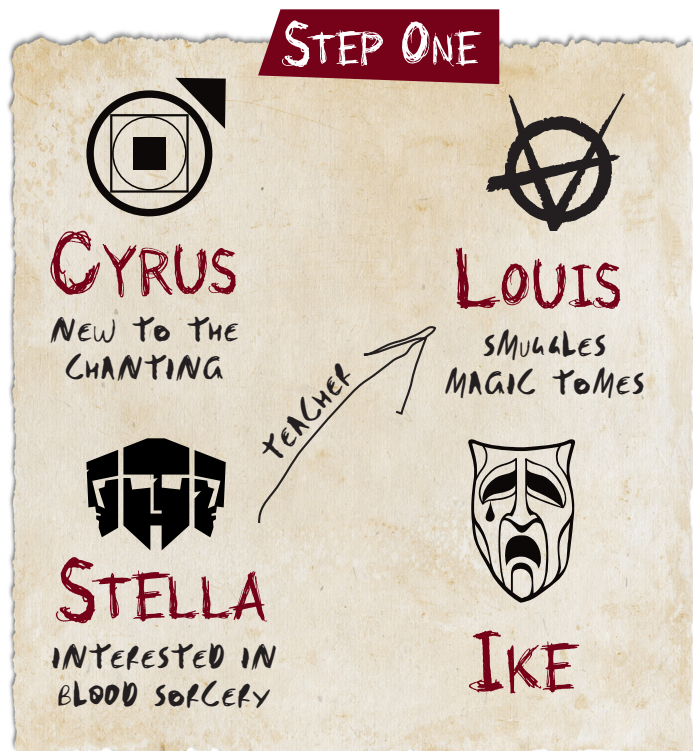 STEP ONE
CYRUS
NEW TO THE
CHANTING
LOUIS
SMUGGLES
MAGIC TOMES
TEACHER
STELLA
INTERESTED IN
BLOOD SORCERY
IKE